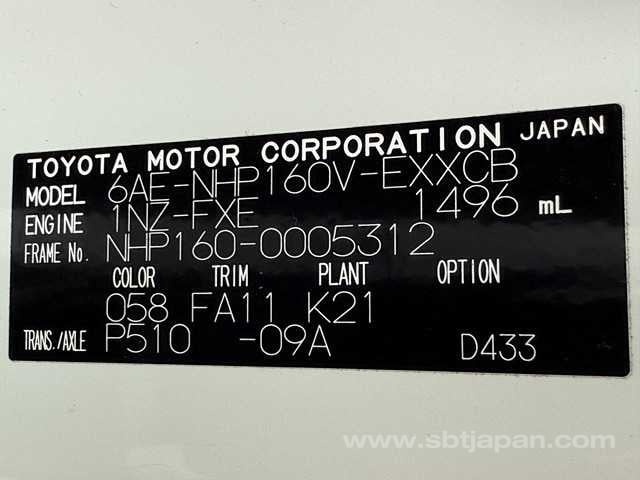 TOYOTA MOTOR CORPORATION JAPAN
MODEL 6AE-NHP160V-EXXCB
ENGINE 1NZ-FXE 1496 mL
FRAME No. NHP160-0005312
COLOR TRIM PLANT OPTION
058 FA11 K21
TRANS./AXLE P510 -09A D433
www.sbtjapan.com